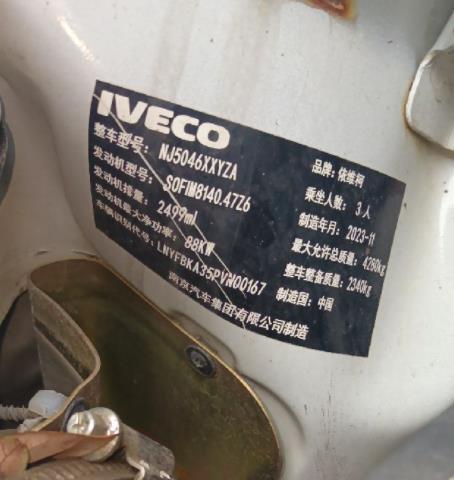 IVECO
整车型号: NJ5046XXYZA 品牌: 依维柯
发动机型号: SOFIM8140.47Z6 乘坐人数: 3人
发动机排量: 2499ml 制造年月: 2023-11
发动机最大净功率: 88KW 最大允许总质量: 4260kg
车辆识别代号: LNYFBKA35PVN00167 整车整备质量: 2340kg
制造国: 中国
南京汽车集团有限公司制造